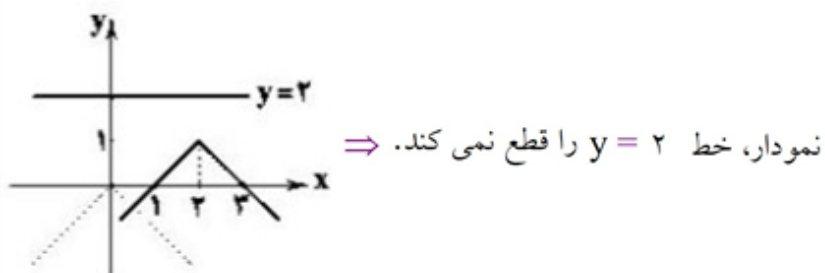 y
y=۲
۱
نمودار، خط y = ۲ را قطع نمی کند. ⇒
x
۱ ۲ ۳